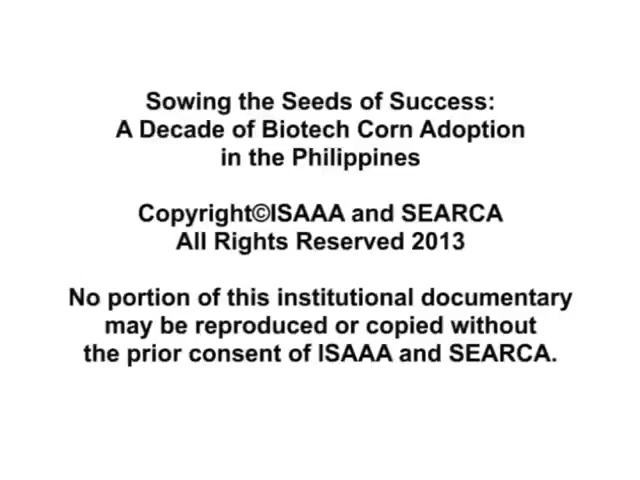 Sowing the Seeds of Success:
A Decade of Biotech Corn Adoption
in the Philippines
Copyright©ISAAA and SEARCA
All Rights Reserved 2013
No portion of this institutional documentary
may be reproduced or copied without
the prior consent of ISAAA and SEARCA.